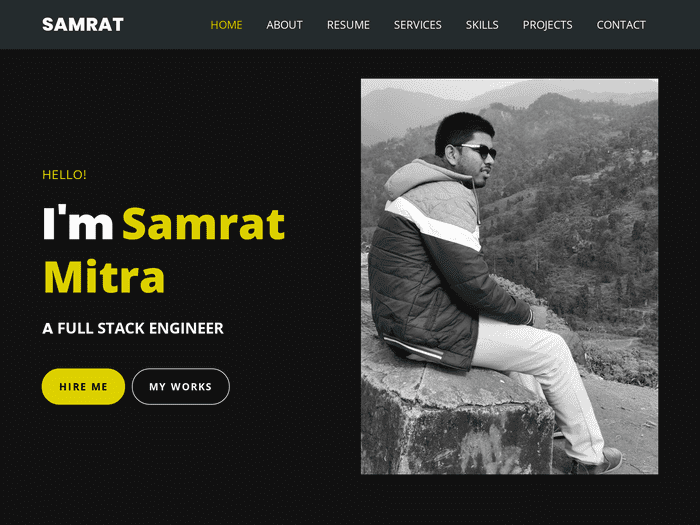 SAMRAT
HOME ABOUT RESUME SERVICES SKILLS PROJECTS CONTACT
HELLO!
I'm Samrat
Mitra
A FULL STACK ENGINEER
HIRE ME MY WORKS